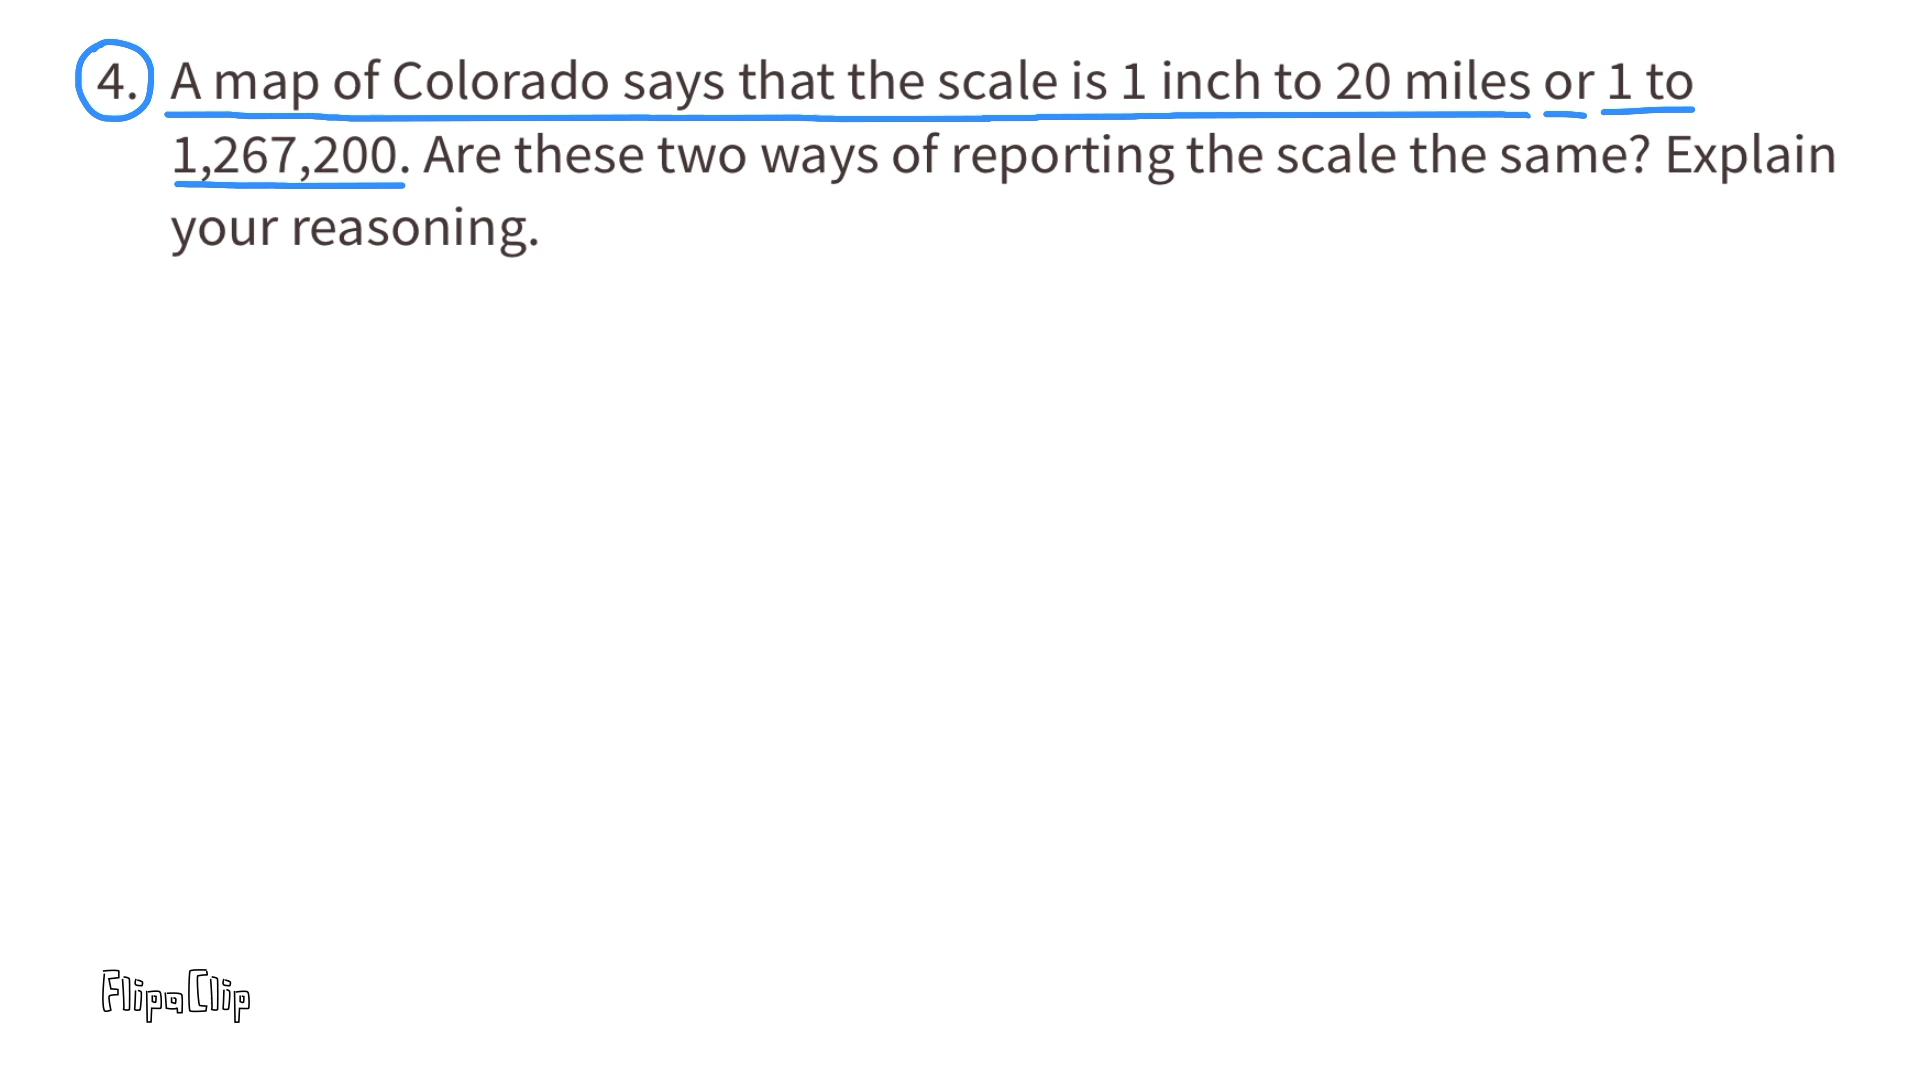 4. A map of Colorado says that the scale is 1 inch to 20 miles or 1 to
1,267,200. Are these two ways of reporting the scale the same? Explain
your reasoning.
FlipaClip